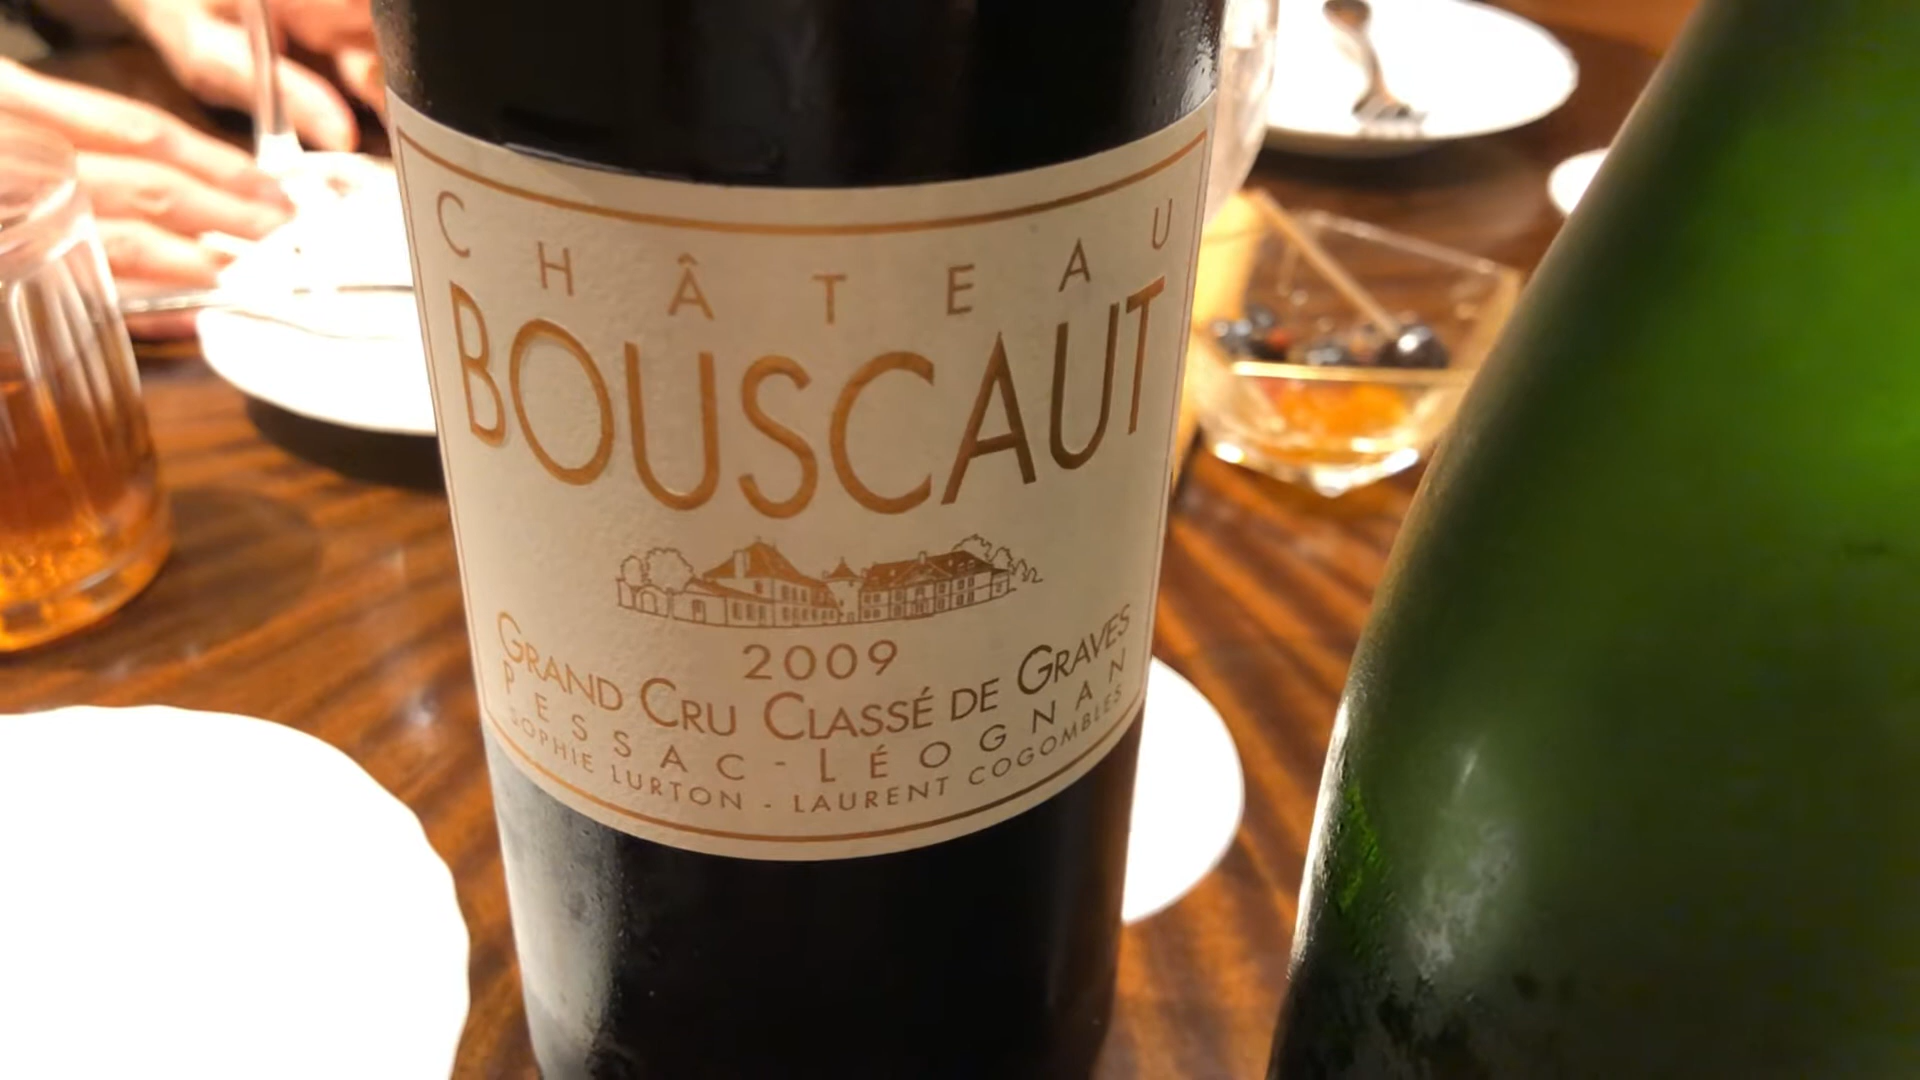 CHÂTEAU
BOUSCAUT
2009
GRAND CRU CLASSÉ DE GRAVES
PESSAC-LÉOGNAN
SOPHIE LURTON - LAURENT COGOMBLES